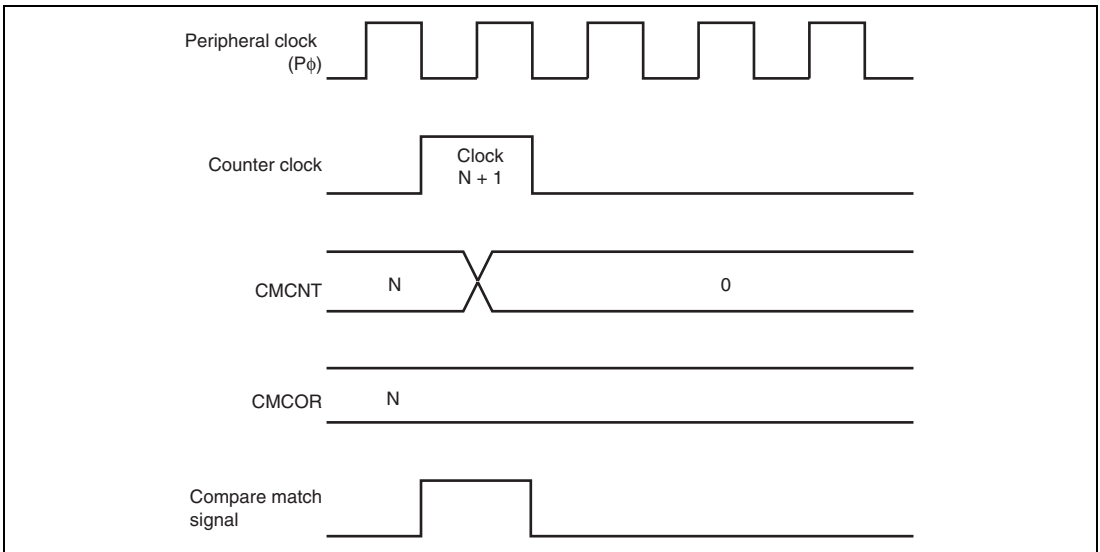 Peripheral clock
(Pφ)
Counter clock
Clock
N + 1
CMCNT
N
0
CMCOR
N
Compare match
signal